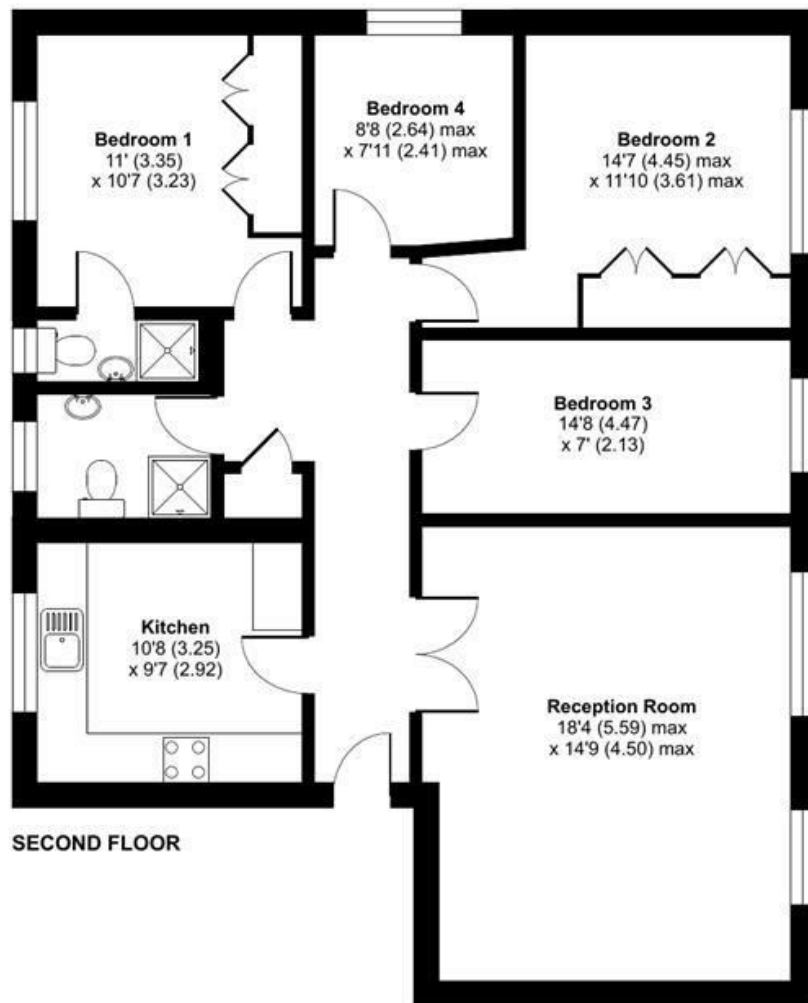 Bedroom 1
11' (3.35)
x 10'7 (3.23)
Bedroom 4
8'8 (2.64) max
x 7'11 (2.41) max
Bedroom 2
14'7 (4.45) max
x 11'10 (3.61) max
Bedroom 3
14'8 (4.47)
x 7' (2.13)
Kitchen
10'8 (3.25)
x 9'7 (2.92)
Reception Room
18'4 (5.59) max
x 14'9 (4.50) max
SECOND FLOOR